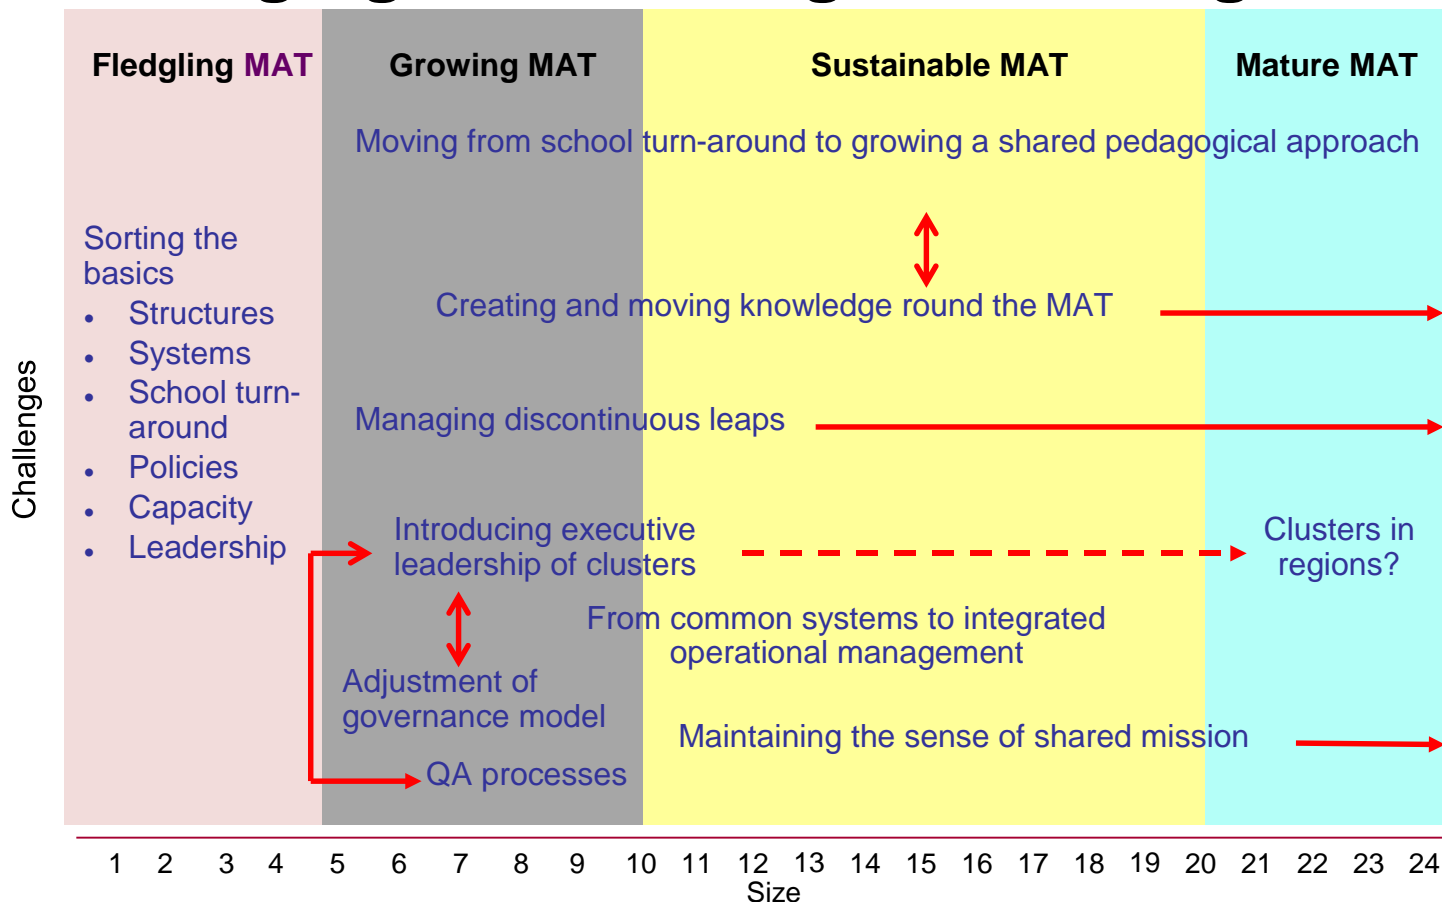 Fledgling MAT
Growing MAT
Sustainable MAT
Mature MAT
Moving from school turn-around to growing a shared pedagogical approach
Sorting the
basics
• Structures
• Systems
• School turn-
around
• Policies
• Capacity
• Leadership
Creating and moving knowledge round the MAT
Managing discontinuous leaps
Introducing executive
leadership of clusters
Clusters in
regions?
From common systems to integrated
operational management
Adjustment of
governance model
Maintaining the sense of shared mission
QA processes
Challenges
1 2 3 4 5 6 7 8 9 10 11 12 13 14 15 16 17 18 19 20 21 22 23 24
Size